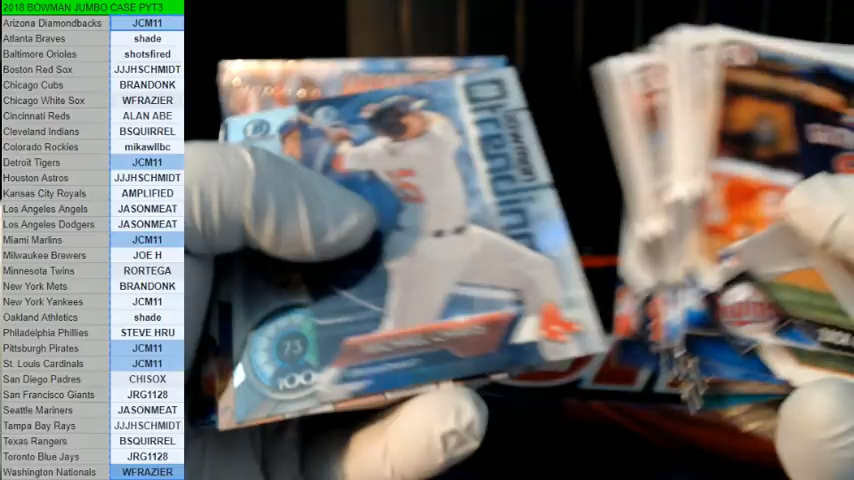 2018 BOWMAN JUMBO CASE PYT3
Arizona Diamondbacks JCM11
Atlanta Braves shade
Baltimore Orioles shotsfired
Boston Red Sox JJJHSCHMIDT
Chicago Cubs BRANDONK
Chicago White Sox WFRAZIER
Cincinnati Reds ALAN ABE
Cleveland Indians BSQUIRREL
Colorado Rockies mikawllbc
Detroit Tigers JCM11
Houston Astros JJJHSCHMIDT
Kansas City Royals AMPLIFIED
Los Angeles Angels JASONMEAT
Los Angeles Dodgers JASONMEAT
Miami Marlins JCM11
Milwaukee Brewers JOE H
Minnesota Twins RORTEGA
New York Mets BRANDONK
New York Yankees JCM11
Oakland Athletics shade
Philadelphia Phillies STEVE HRU
Pittsburgh Pirates JCM11
St. Louis Cardinals JCM11
San Diego Padres CHISOX
San Francisco Giants JRG1128
Seattle Mariners JASONMEAT
Tampa Bay Rays JJJHSCHMIDT
Texas Rangers BSQUIRREL
Toronto Blue Jays JRG1128
Washington Nationals WFRAZIER
bowman
trending
73
100